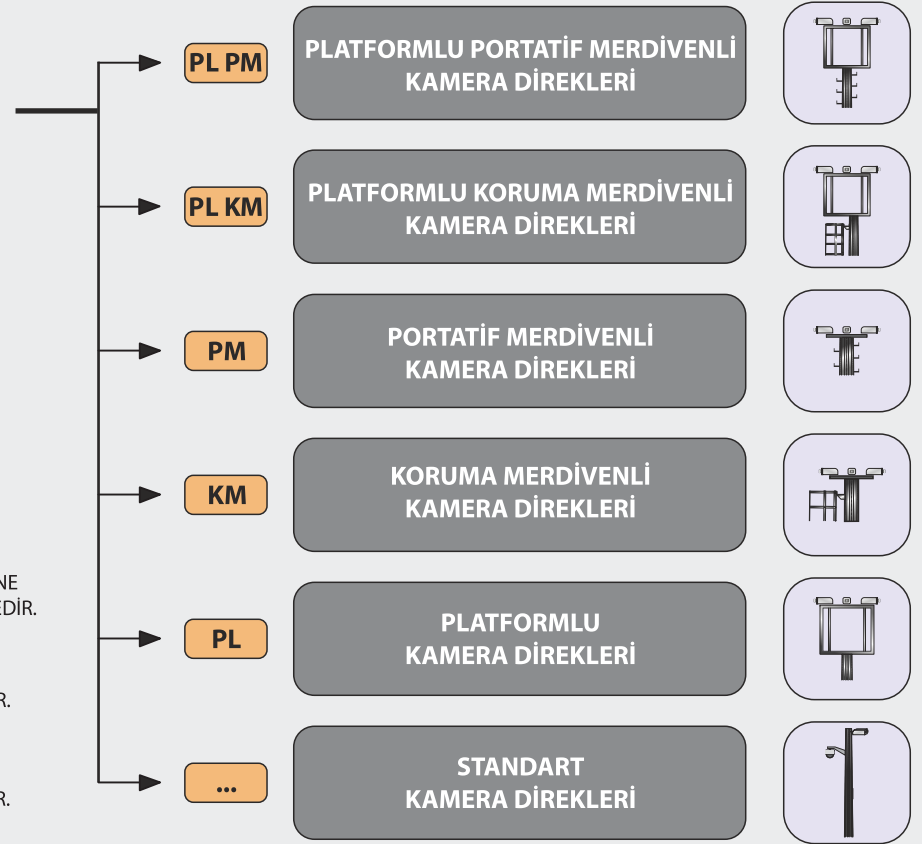 PL PM
PLATFORMLU PORTATİF MERDİVENLİ
KAMERA DİREKLERİ
PL KM
PLATFORMLU KORUMA MERDİVENLİ
KAMERA DİREKLERİ
PM
PORTATİF MERDİVENLİ
KAMERA DİREKLERİ
KM
KORUMA MERDİVENLİ
KAMERA DİREKLERİ
NE
EDİR.
PL
PLATFORMLU
KAMERA DİREKLERİ
R.
...
STANDART
KAMERA DİREKLERİ
R.